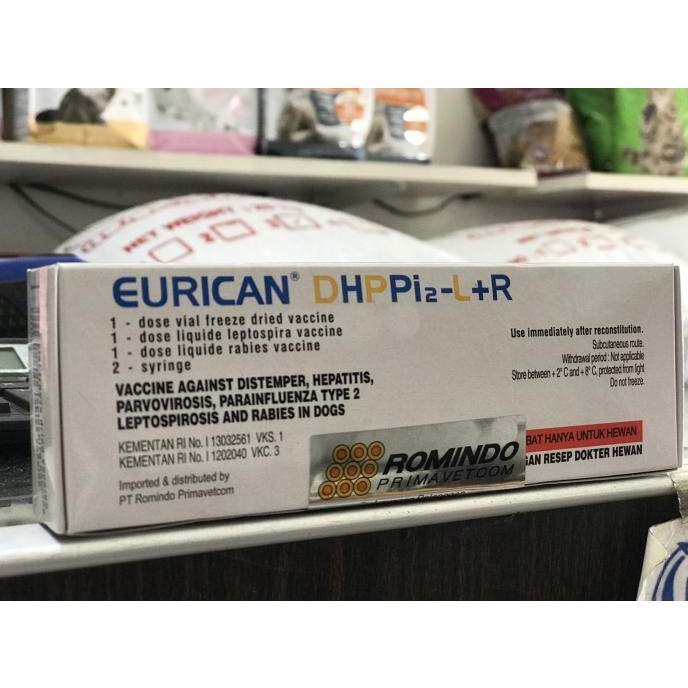 NET WEIGHT
EURICAN® DHPPi2-L+R
1 - dose vial freeze dried vaccine
1 - dose liquide leptospira vaccine
1 - dose liquide rabies vaccine
2 - syringe
VACCINE AGAINST DISTEMPER, HEPATITIS,
PARVOVIROSIS, PARAINFLUENZA TYPE 2
LEPTOSPIROSIS AND RABIES IN DOGS
KEMENTAN RI No. I 13032561 VKS. 1
KEMENTAN RI No. I 1202040 VKC. 3
Imported & distributed by
PT Romindo Primavetcom
Use immediately after reconstitution.
Subcutaneous route.
Withdrawal period : Not applicable
Store between + 2° C and + 8° C, protected from light
Do not freeze.
BAT HANYA UNTUK HEWAN
GAN RESEP DOKTER HEWAN
ROMINDO
PRIMAVETCOM